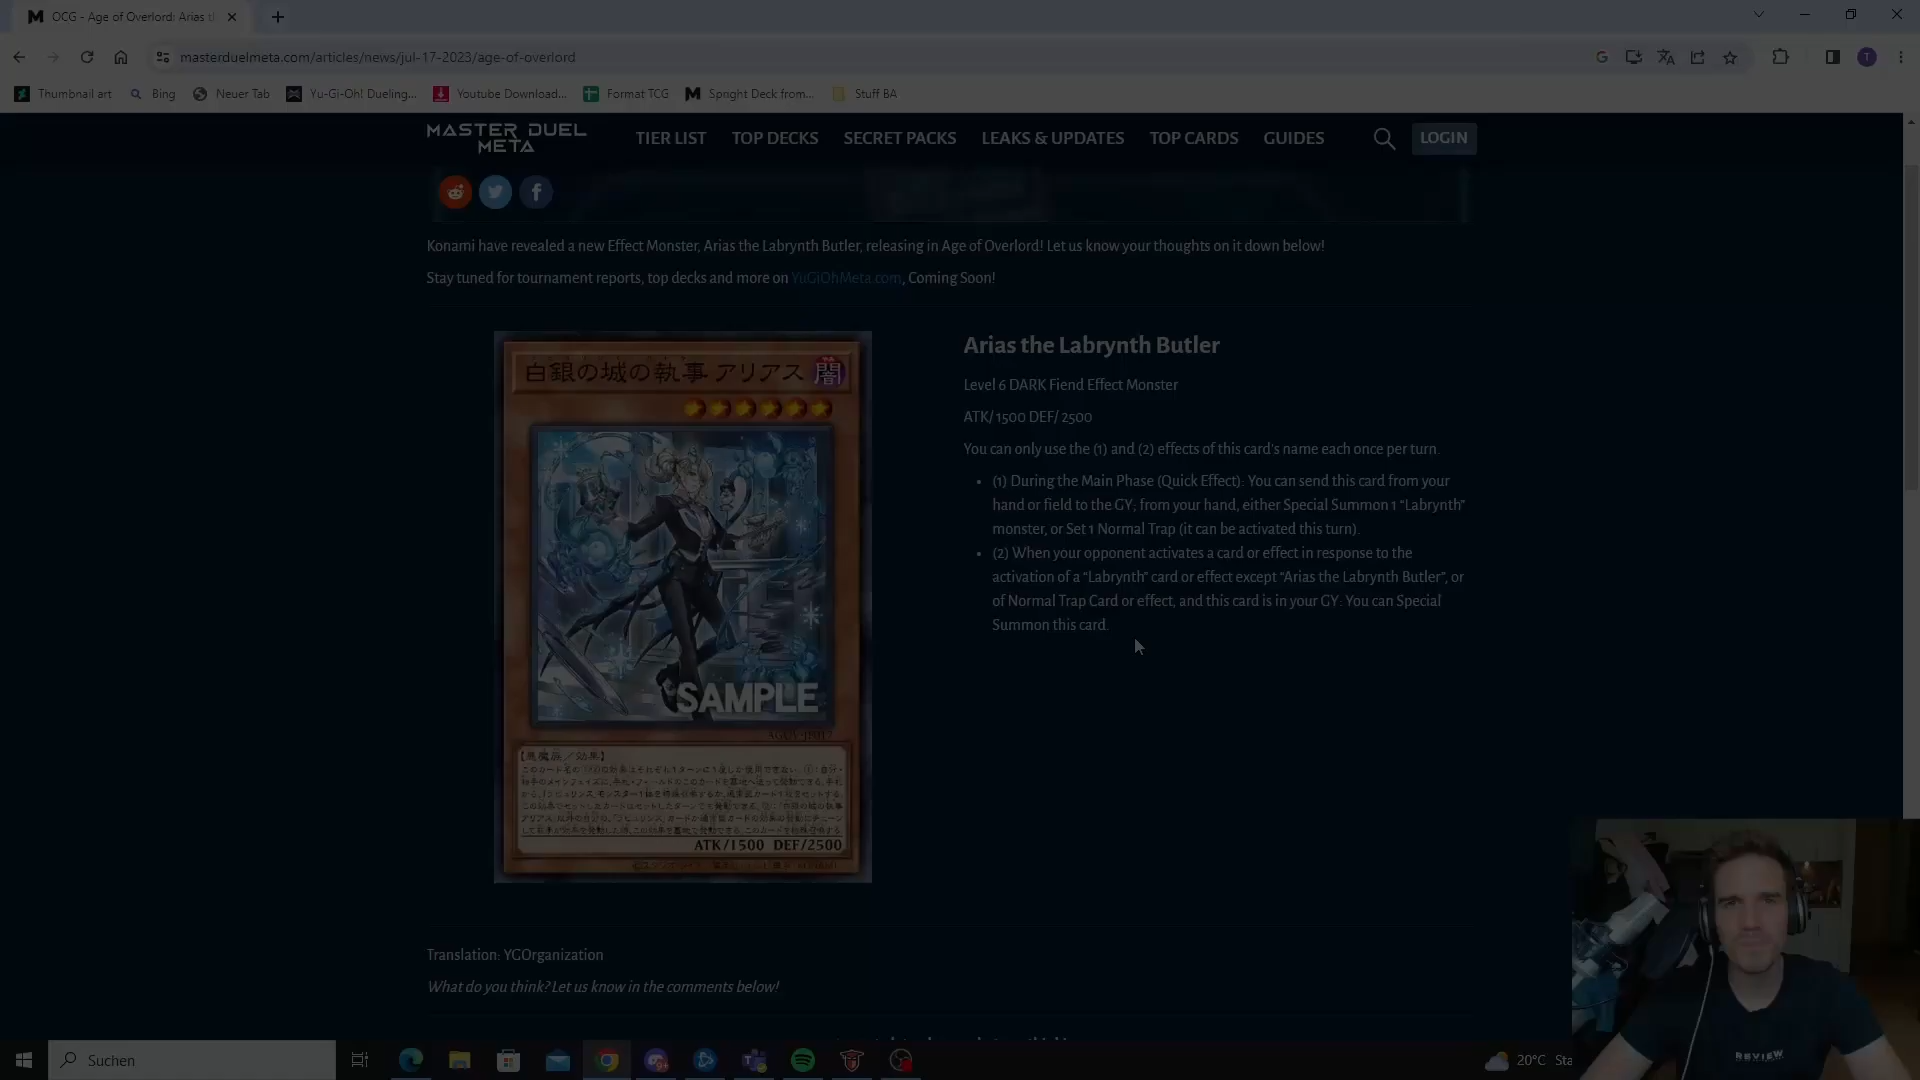 OCG - Age of Overlord: Arias t
masterduelmeta.com/articles/news/jul-17-2023/age-of-overlord
T
Thumbnail art
Bing
Neuer Tab
Yu-Gi-Oh! Dueling...
Youtube Download...
Format TCG
Spright Deck from...
Stuff BA
MASTER DUEL
META
TIER LIST
TOP DECKS
SECRET PACKS
LEAKS & UPDATES
TOP CARDS
GUIDES
LOGIN
Konami have revealed a new Effect Monster, Arias the Labrynth Butler, releasing in Age of Overlord! Let us know your thoughts on it down below!
Stay tuned for tournament reports, top decks and more on YuGiOhMeta.com, Coming Soon!
白銀の城の執事 アリアス 闇
SAMPLE
【悪魔族/効果】
ATK/1500 DEF/2500
Arias the Labrynth Butler
Level 6 DARK Fiend Effect Monster
ATK/ 1500 DEF/ 2500
You can only use the (1) and (2) effects of this card's name each once per turn.
(1) During the Main Phase (Quick Effect): You can send this card from your
hand or field to the GY; from your hand, either Special Summon 1 "Labrynth"
monster, or Set 1 Normal Trap (it can be activated this turn).
(2) When your opponent activates a card or effect in response to the
activation of a "Labrynth" card or effect except "Arias the Labrynth Butler", or
of Normal Trap Card or effect, and this card is in your GY: You can Special
Summon this card.
Translation: YGOrganization
What do you think? Let us know in the comments below!
REVIEW
Suchen
20°C Sta